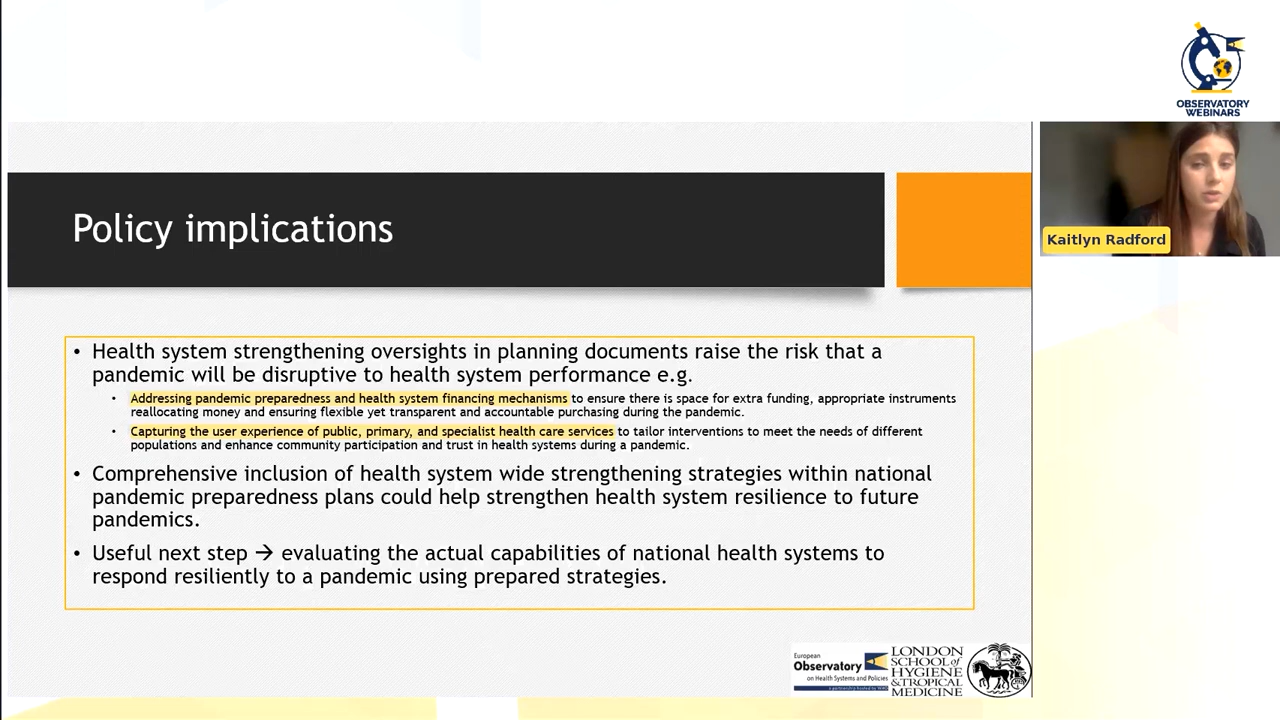 OBSERVATORY
WEBINARS
Kaitlyn Radford
Policy implications
• Health system strengthening oversights in planning documents raise the risk that a
pandemic will be disruptive to health system performance e.g.
• Addressing pandemic preparedness and health system financing mechanisms to ensure there is space for extra funding, appropriate instruments
reallocating money and ensuring flexible yet transparent and accountable purchasing during the pandemic.
• Capturing the user experience of public, primary, and specialist health care services to tailor interventions to meet the needs of different
populations and enhance community participation and trust in health systems during a pandemic.
• Comprehensive inclusion of health system wide strengthening strategies within national
pandemic preparedness plans could help strengthen health system resilience to future
pandemics.
• Useful next step → evaluating the actual capabilities of national health systems to
respond resiliently to a pandemic using prepared strategies.
European
Observatory
on Health Systems and Policies
a partnership hosted by WHO
LONDON
SCHOOL of
HYGIENE
& TROPICAL
MEDICINE